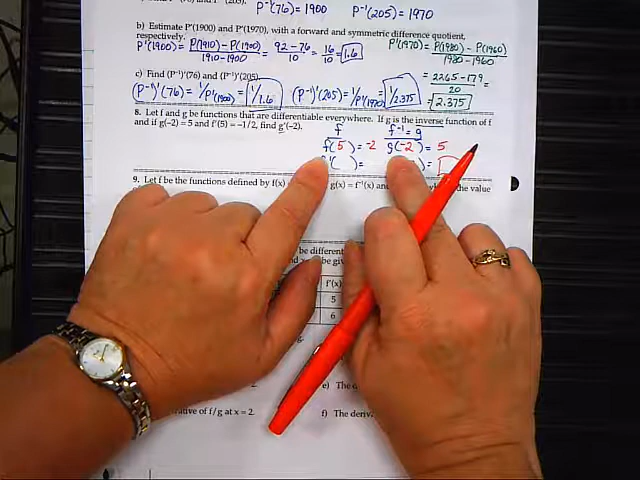 P⁻¹(76) = 1900 P⁻¹(205) = 1970
b) Estimate P'(1900) and P'(1970), with a forward and symmetric difference quotient,
respectively.
P'(1900) = P(1910) - P(1900) / 1910-1900 = 92-76 / 10 = 16/10 = 1.6 P'(1970) = P(1980) - P(1960) / 1980-1960
= 226.5-179 / 20 =
c) Find (P⁻¹)'(76) and (P⁻¹)'(205).
(P⁻¹)'(76) = 1/P'(1900) = 1/1.6 (P⁻¹)'(205) = 1/P'(1970) = 1/2.375 = 2.375
8. Let f and g be functions that are differentiable everywhere. If g is the inverse function of f
and if g(-2) = 5 and f'(5) = -1/2, find g'(-2).
f f⁻¹ = g
f(5) = -2 g(-2) = 5
f'( ) = ) =
9. Let f be the functions defined by f(x) g(x) = f⁻¹(x) and the value
of
be different
be give
f'(x)
5
6
e) The d
ative of f/g at x = 2. f) The deriv